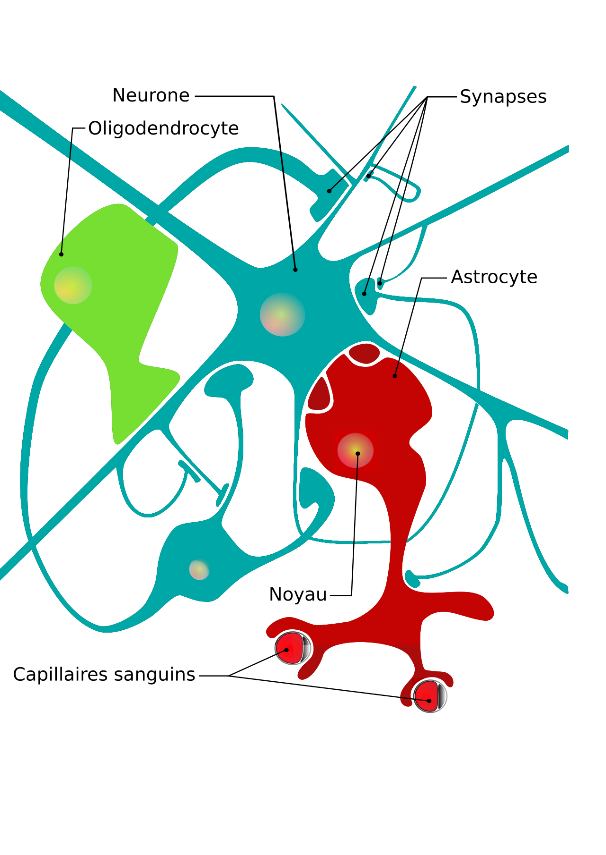 Neurone
Synapses
Oligodendrocyte
Astrocyte
Noyau
Capillaires sanguins